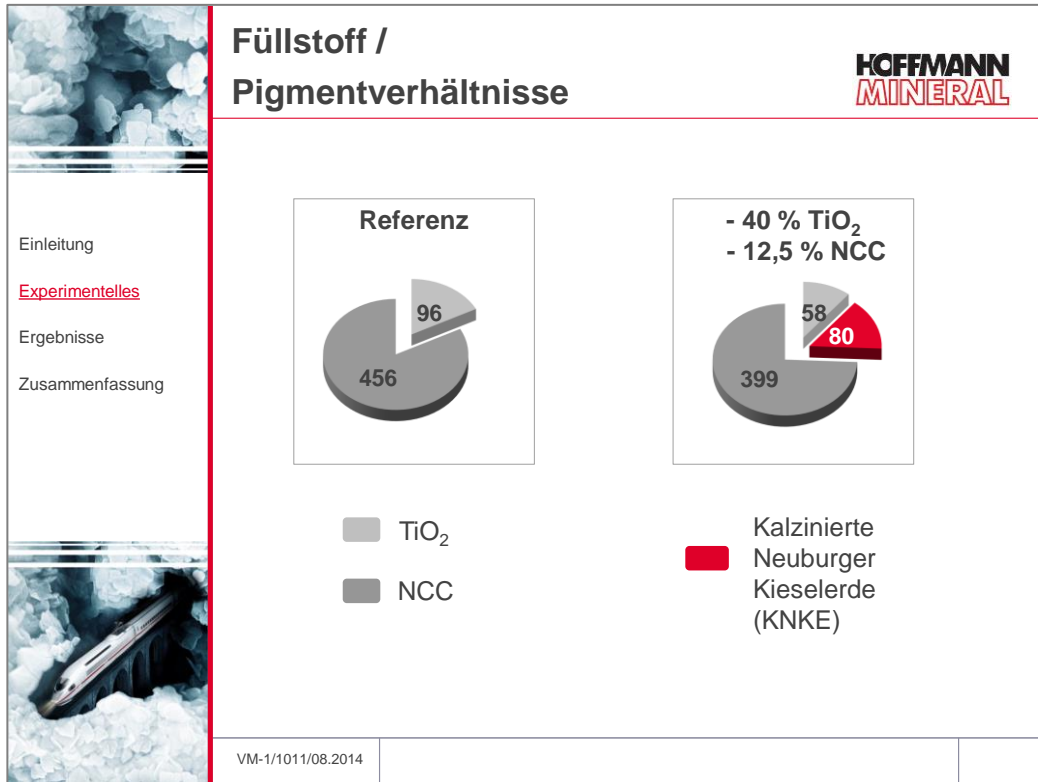 Füllstoff /
Pigmentverhältnisse
HOFFMANN
MINERAL
Einleitung
Experimentelles
Ergebnisse
Zusammenfassung
Referenz
96
456
- 40 % TiO₂
- 12,5 % NCC
58
80
399
TiO₂
NCC
Kalzinierte
Neuburger
Kieselerde
(KNKE)
VM-1/1011/08.2014